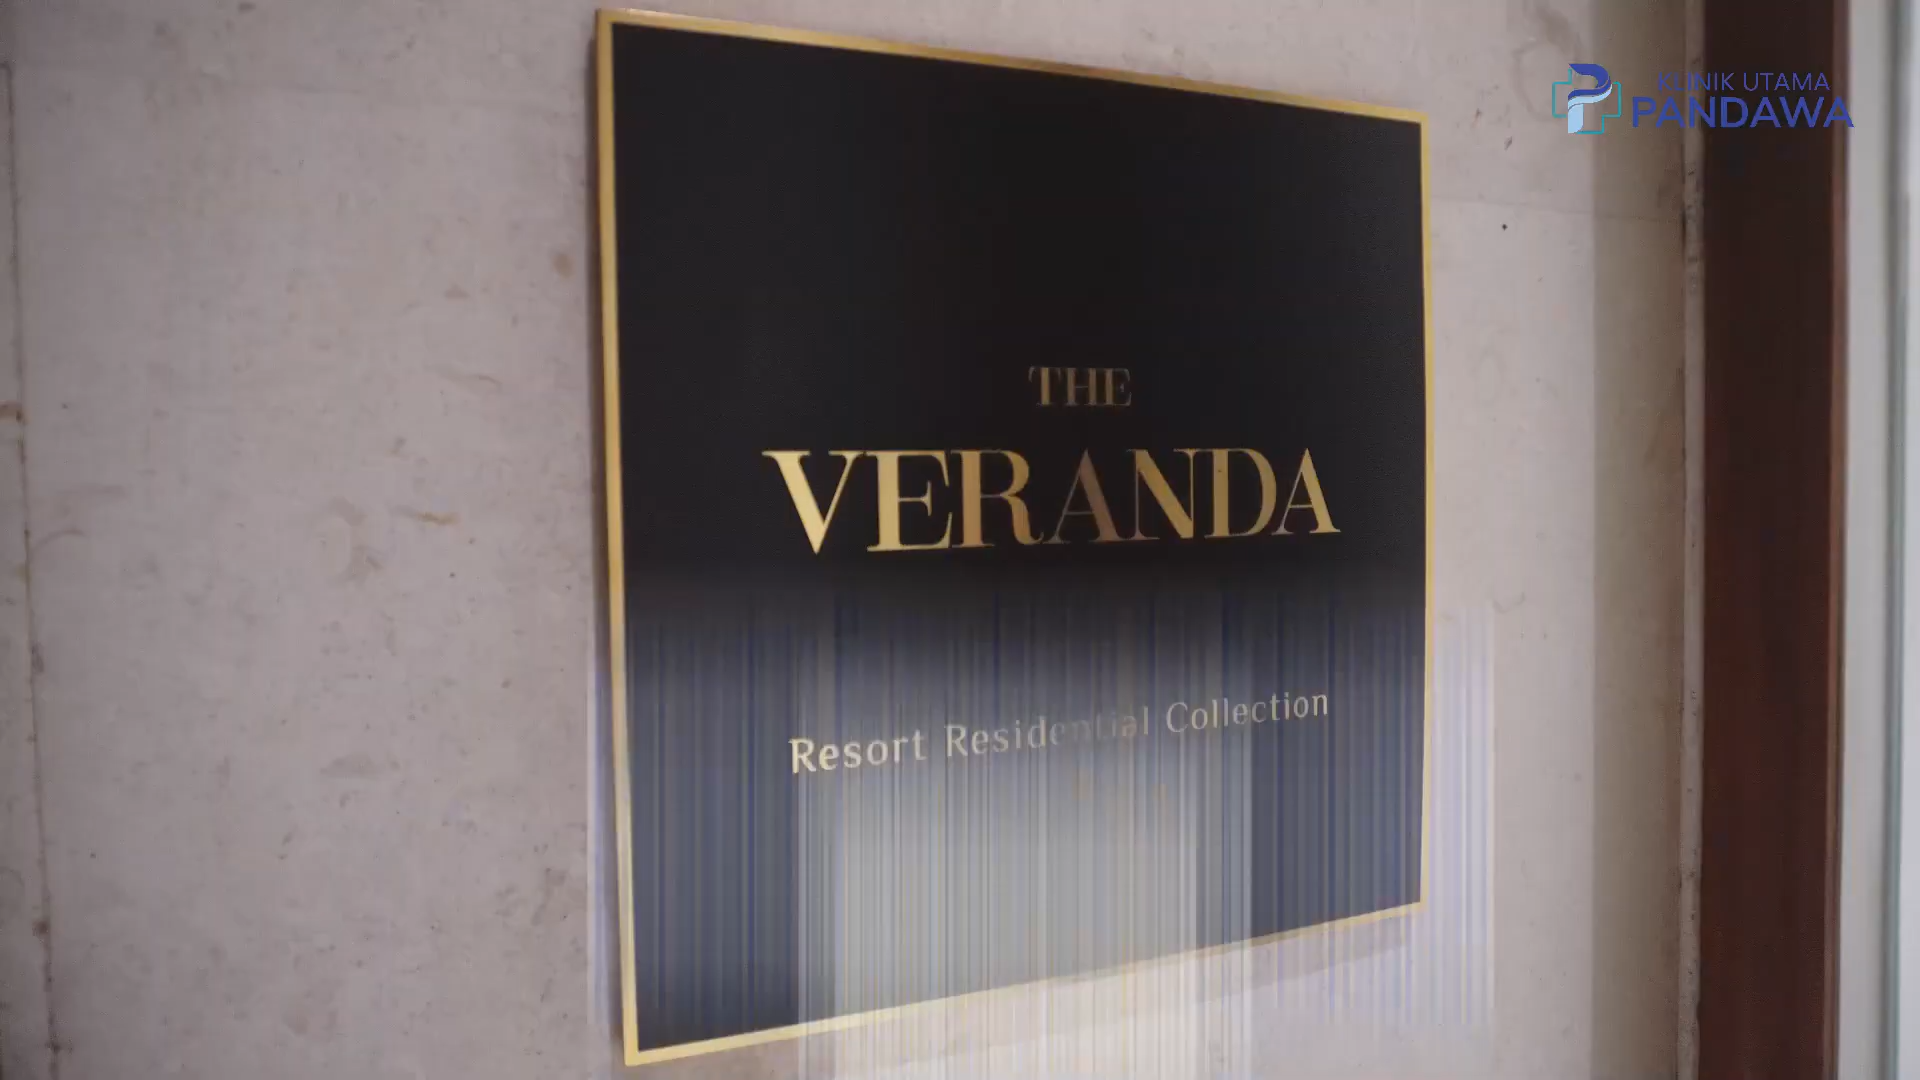 KLINIK UTAMA
PANDAWA
THE
VERANDA
Resort Residential Collection